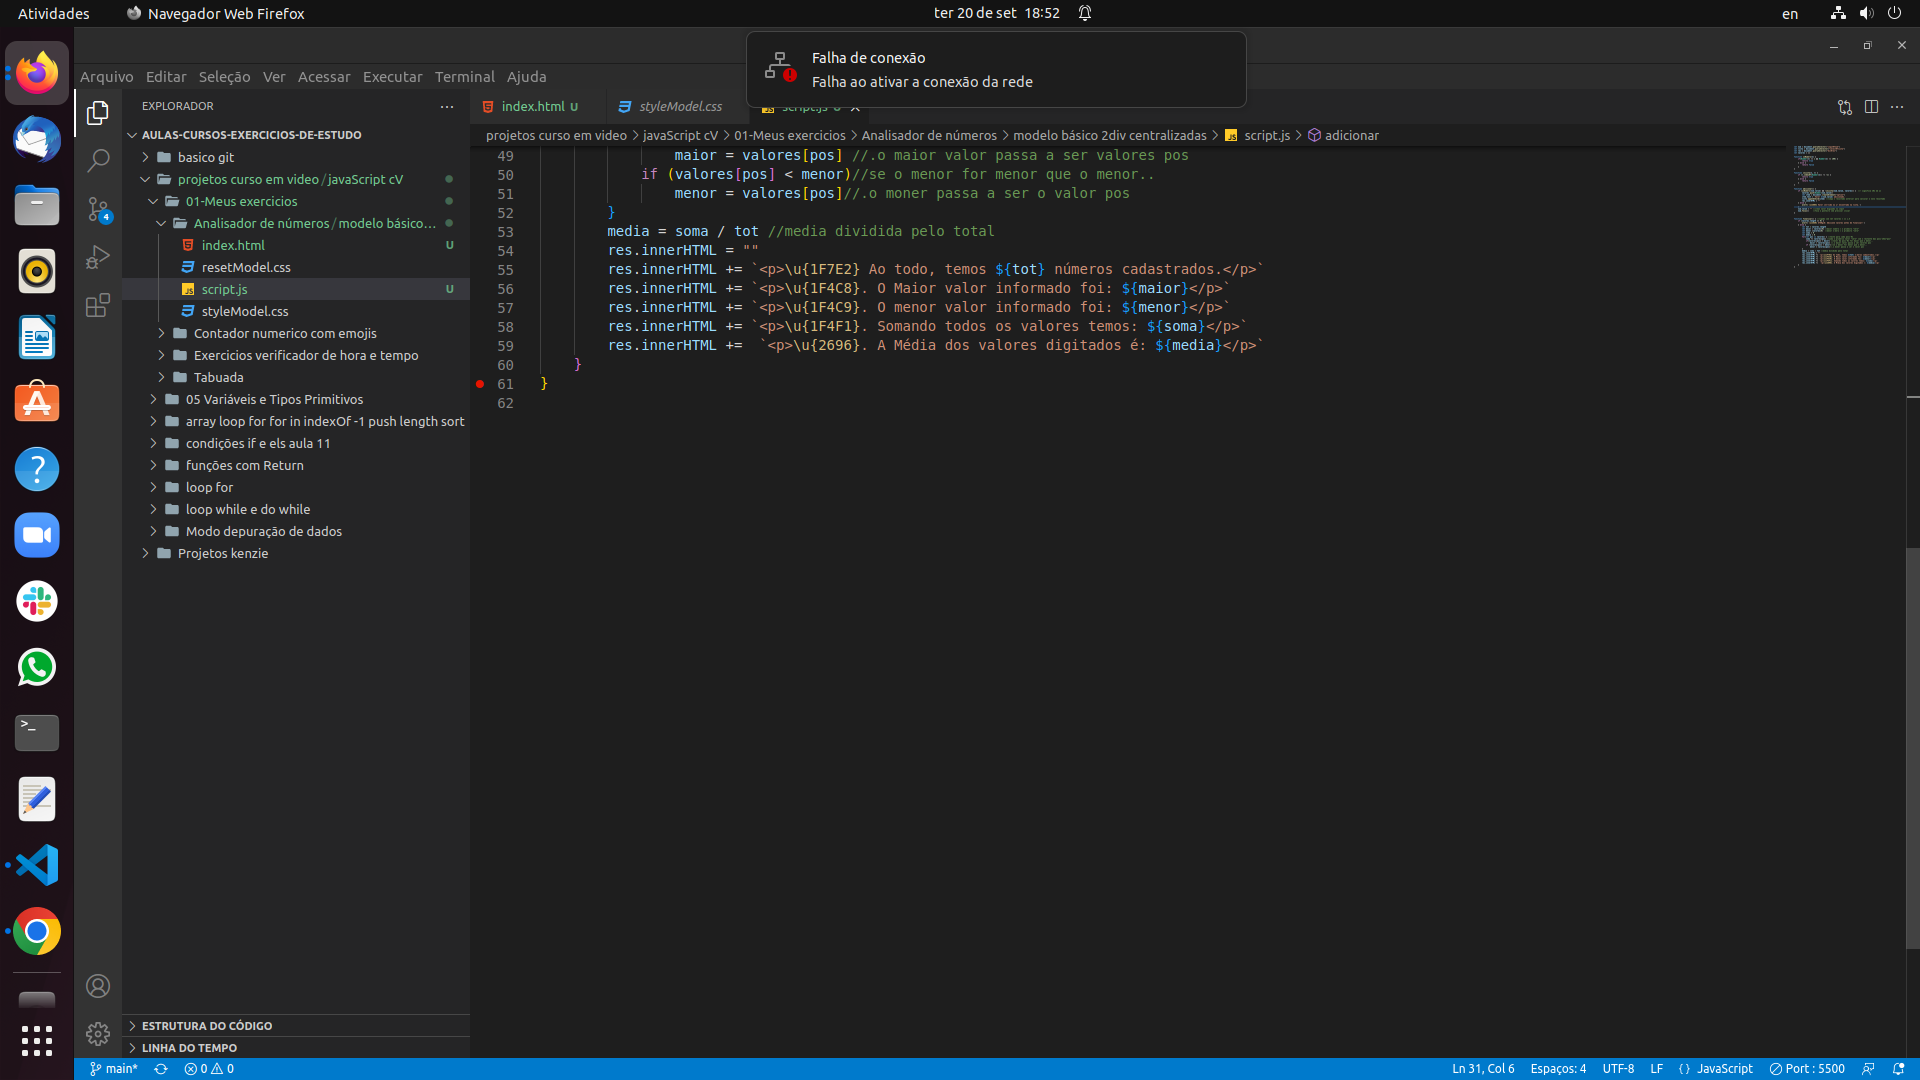 Atividades Navegador Web Firefox ter 20 de set 18:52 en
Falha de conexão
Falha ao ativar a conexão da rede
Arquivo Editar Seleção Ver Acessar Executar Terminal Ajuda
EXPLORADOR
index.html U styleModel.css script.js U
projetos curso em video > javaScript cV > 01-Meus exercicios > Analisador de números > modelo básico 2div centralizadas > JS script.js > adicionar
AULAS-CURSOS-EXERCICIOS-DE-ESTUDO
basico git
projetos curso em video / javaScript cV
01-Meus exercicios
Analisador de números / modelo básico...
index.html U
resetModel.css
JS script.js U
styleModel.css
Contador numerico com emojis
Exercicios verificador de hora e tempo
Tabuada
05 Variáveis e Tipos Primitivos
array loop for for in indexOf -1 push length sort
condições if e els aula 11
funções com Return
loop for
loop while e do while
Modo depuração de dados
Projetos kenzie
ESTRUTURA DO CÓDIGO
LINHA DO TEMPO
4
49 maior = valores[pos] //.o maior valor passa a ser valores pos
50 if (valores[pos] < menor)//se o menor for menor que o menor..
51 menor = valores[pos]//.o moner passa a ser o valor pos
52 }
53 media = soma / tot //media dividida pelo total
54 res.innerHTML = ""
55 res.innerHTML += `<p>\u{1F7E2} Ao todo, temos ${tot} números cadastrados.</p>`
56 res.innerHTML += `<p>\u{1F4C8}. O Maior valor informado foi: ${maior}</p>`
57 res.innerHTML += `<p>\u{1F4C9}. O menor valor informado foi: ${menor}</p>`
58 res.innerHTML += `<p>\u{1F4F1}. Somando todos os valores temos: ${soma}</p>`
59 res.innerHTML +=  `<p>\u{2696}. A Média dos valores digitados é: ${media}</p>`
60 }
61 }
62
main* 0 0 Ln 31, Col 6 Espaços: 4 UTF-8 LF {} JavaScript Port : 5500